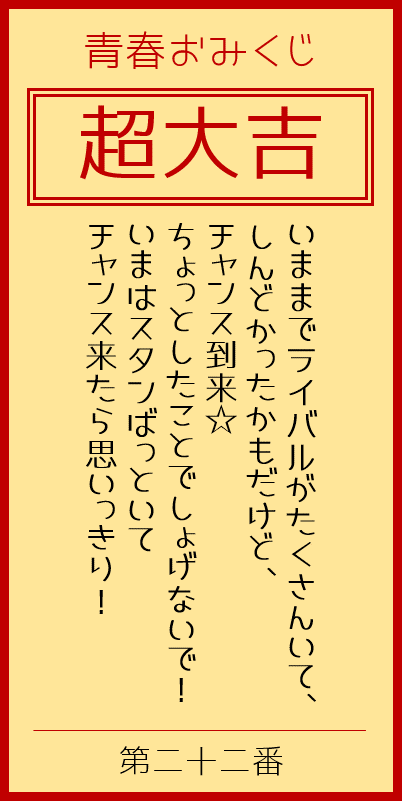 青春おみくじ
超大吉
いままでライバルがたくさんいて、
しんどかったかもだけど、
チャンス到来☆
ちょっとしたことでしょげないで！
いまはスタンばっといて
チャンス来たら思いっきり！
第二十二番